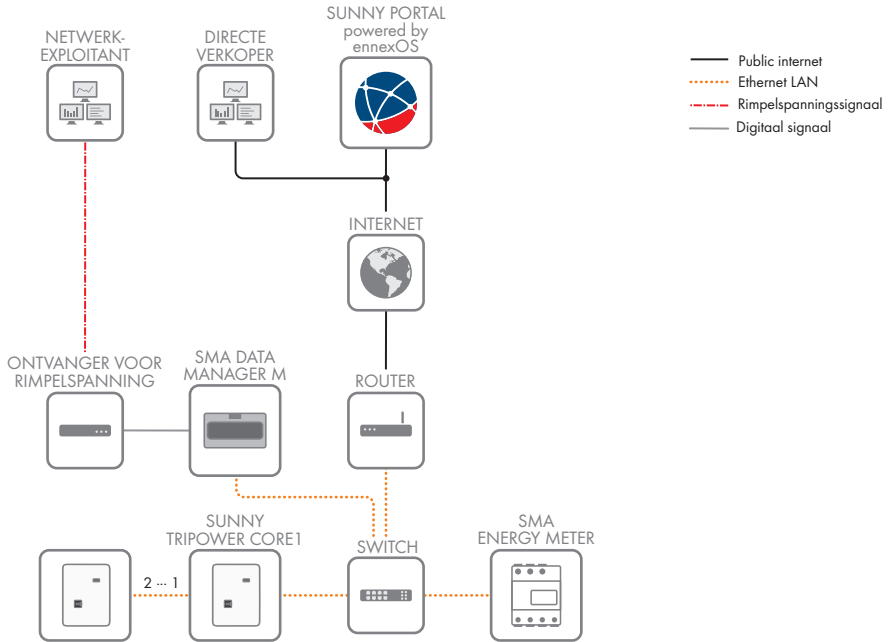 NETWERK-
EXPLOITANT
DIRECTE
VERKOPER
SUNNY PORTAL
powered by
ennexOS
Public internet
Ethernet LAN
Rimpelspanningssignaal
Digitaal signaal
INTERNET
ONTVANGER VOOR
RIMPELSPANNING
SMA DATA
MANAGER M
ROUTER
SUNNY
TRIPOWER CORE1
SWITCH
SMA
ENERGY METER
2 ··· 1